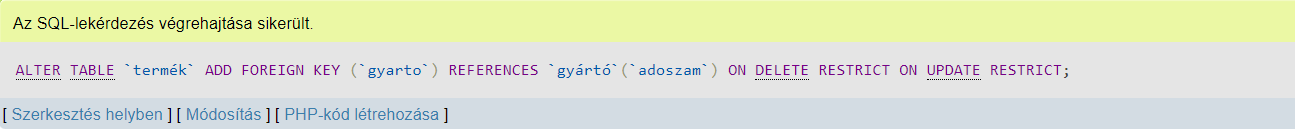 Az SQL-lekérdezés végrehajtása sikerült.
ALTER TABLE `termék` ADD FOREIGN KEY (`gyarto`) REFERENCES `gyártó`(`adoszam`) ON DELETE RESTRICT ON UPDATE RESTRICT;
[ Szerkesztés helyben ] [ Módosítás ] [ PHP-kód létrehozása ]